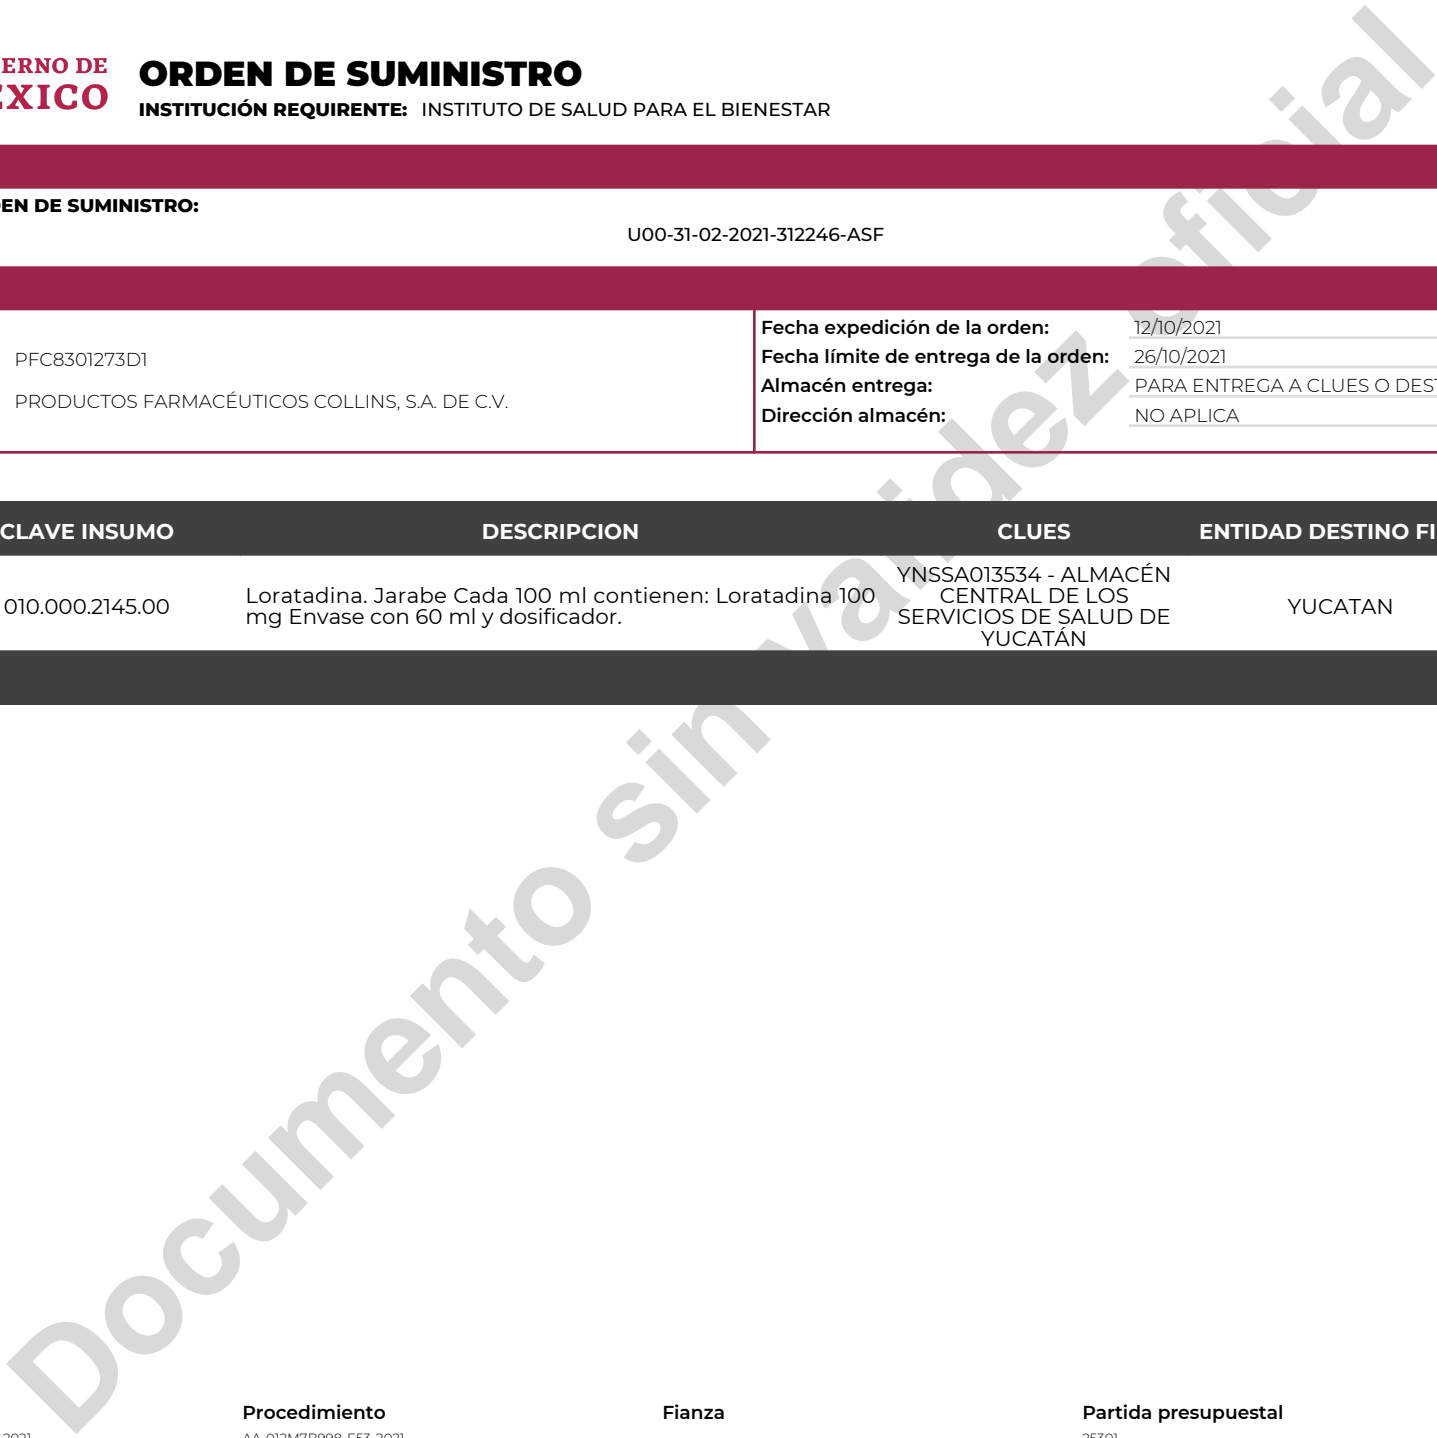 ORDEN DE SUMINISTRO
INSTITUCIÓN REQUIRENTE: INSTITUTO DE SALUD PARA EL BIENESTAR
ERNO DE
EXICO
EN DE SUMINISTRO:
U00-31-02-2021-312246-ASF
PFC8301273D1
PRODUCTOS FARMACÉUTICOS COLLINS, S.A. DE C.V.
Fecha expedición de la orden: 12/10/2021
Fecha límite de entrega de la orden: 26/10/2021
Almacén entrega: PARA ENTREGA A CLUES O DEST
Dirección almacén: NO APLICA
CLAVE INSUMO DESCRIPCION CLUES ENTIDAD DESTINO FI
010.000.2145.00
Loratadina. Jarabe Cada 100 ml contienen: Loratadina 100
mg Envase con 60 ml y dosificador.
YNSSA013534 - ALMACÉN
CENTRAL DE LOS
SERVICIOS DE SALUD DE
YUCATÁN
YUCATAN
Documento sin validez oficial
Procedimiento Fianza Partida presupuestal